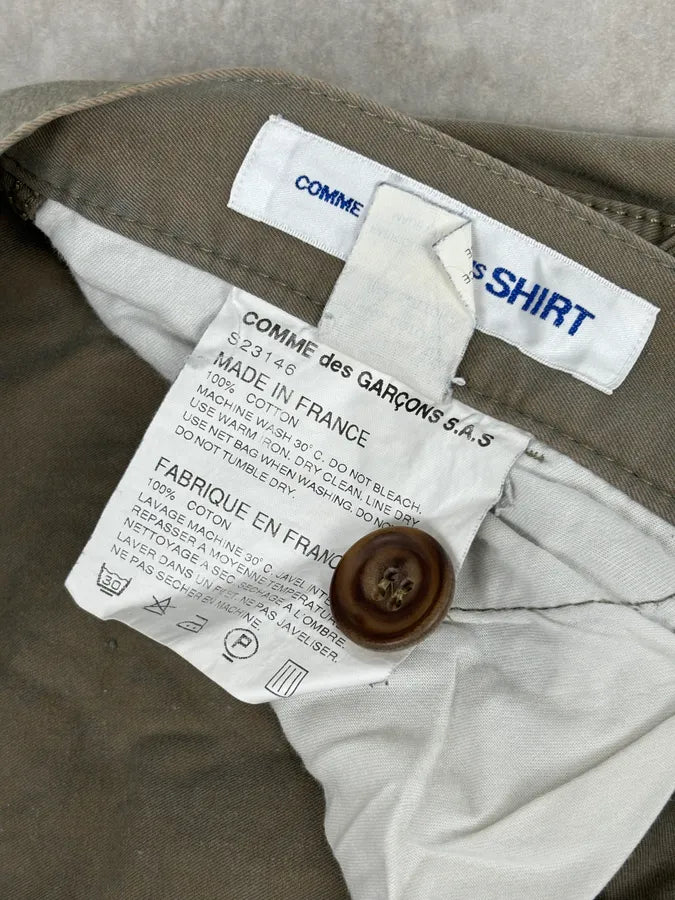 COMME
S SHIRT
COMME des GARÇONS S.A.S
S23146
MADE IN FRANCE
100% COTTON
MACHINE WASH 30°C. DO NOT BLEACH.
USE WARM IRON. DRY CLEAN. LINE DRY
USE NET BAG WHEN WASHING. DO NOT
DO NOT TUMBLE DRY.
FABRIQUE EN FRANC
100% COTON
LAVAGE MACHINE 30°C. JAVEL INTE
REPASSER A MOYENNE TEMPERATURE
NETTOYAGE A SEC. SECHAGE A L'OMBRE.
LAVER DANS UN FILET NE PAS JAVELISER.
NE PAS SECHER EN MACHINE
30
P